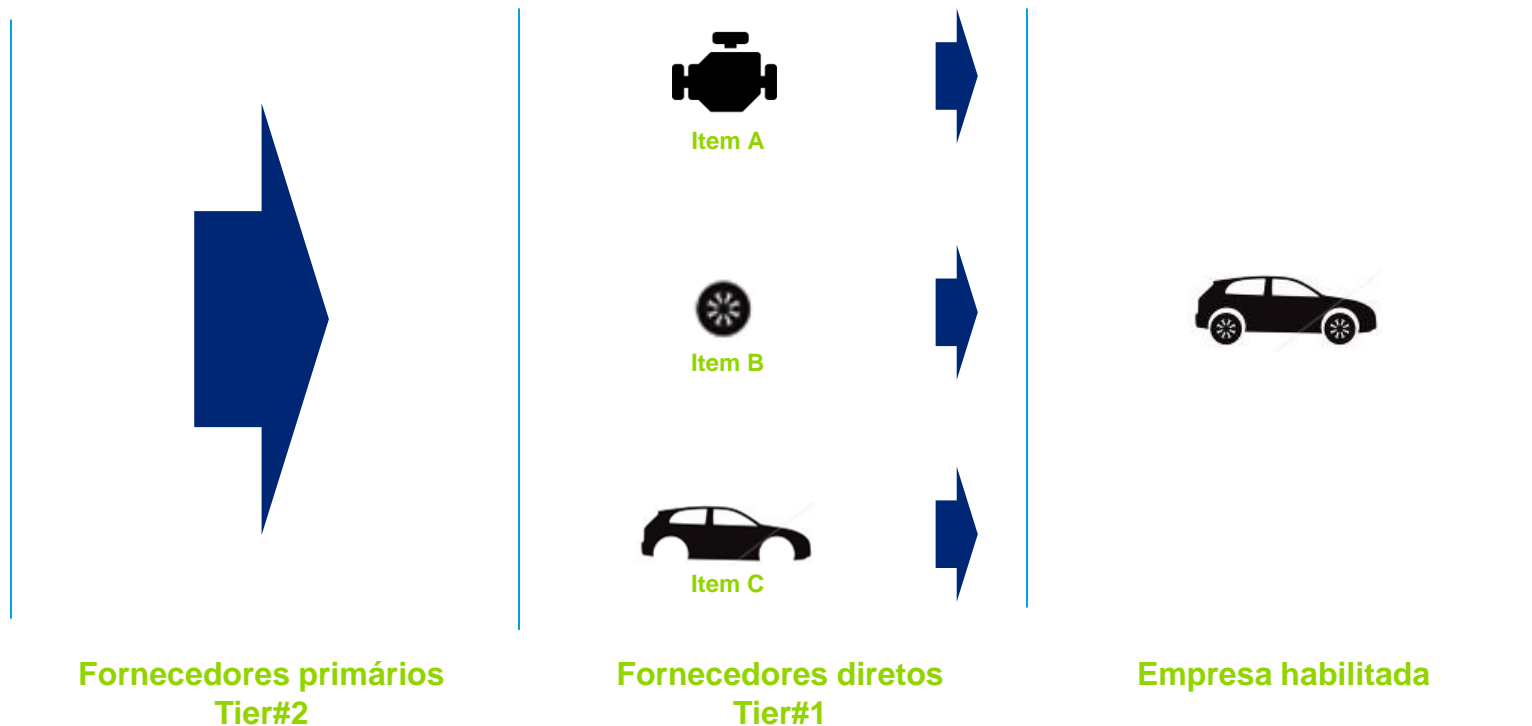 Item A
Item B
Item C
Fornecedores primários
Tier#2
Fornecedores diretos
Tier#1
Empresa habilitada